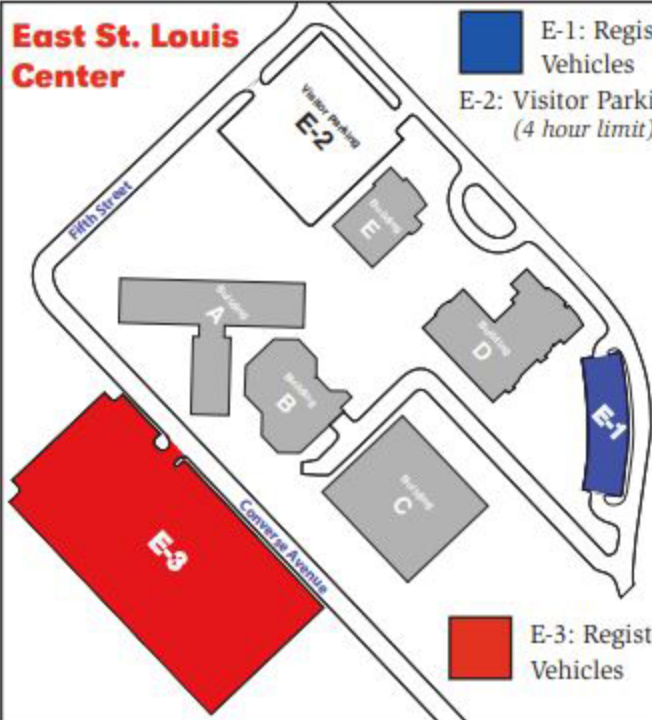 East St. Louis
Center
E-1: Regis
Vehicles
E-2: Visitor Parki
(4 hour limit)
Visitor Parking
E-2
Fifth Street
Building
E
Building
A
Building
D
Building
B
E-1
Building
C
E-3
Converse Avenue
E-3: Regist
Vehicles